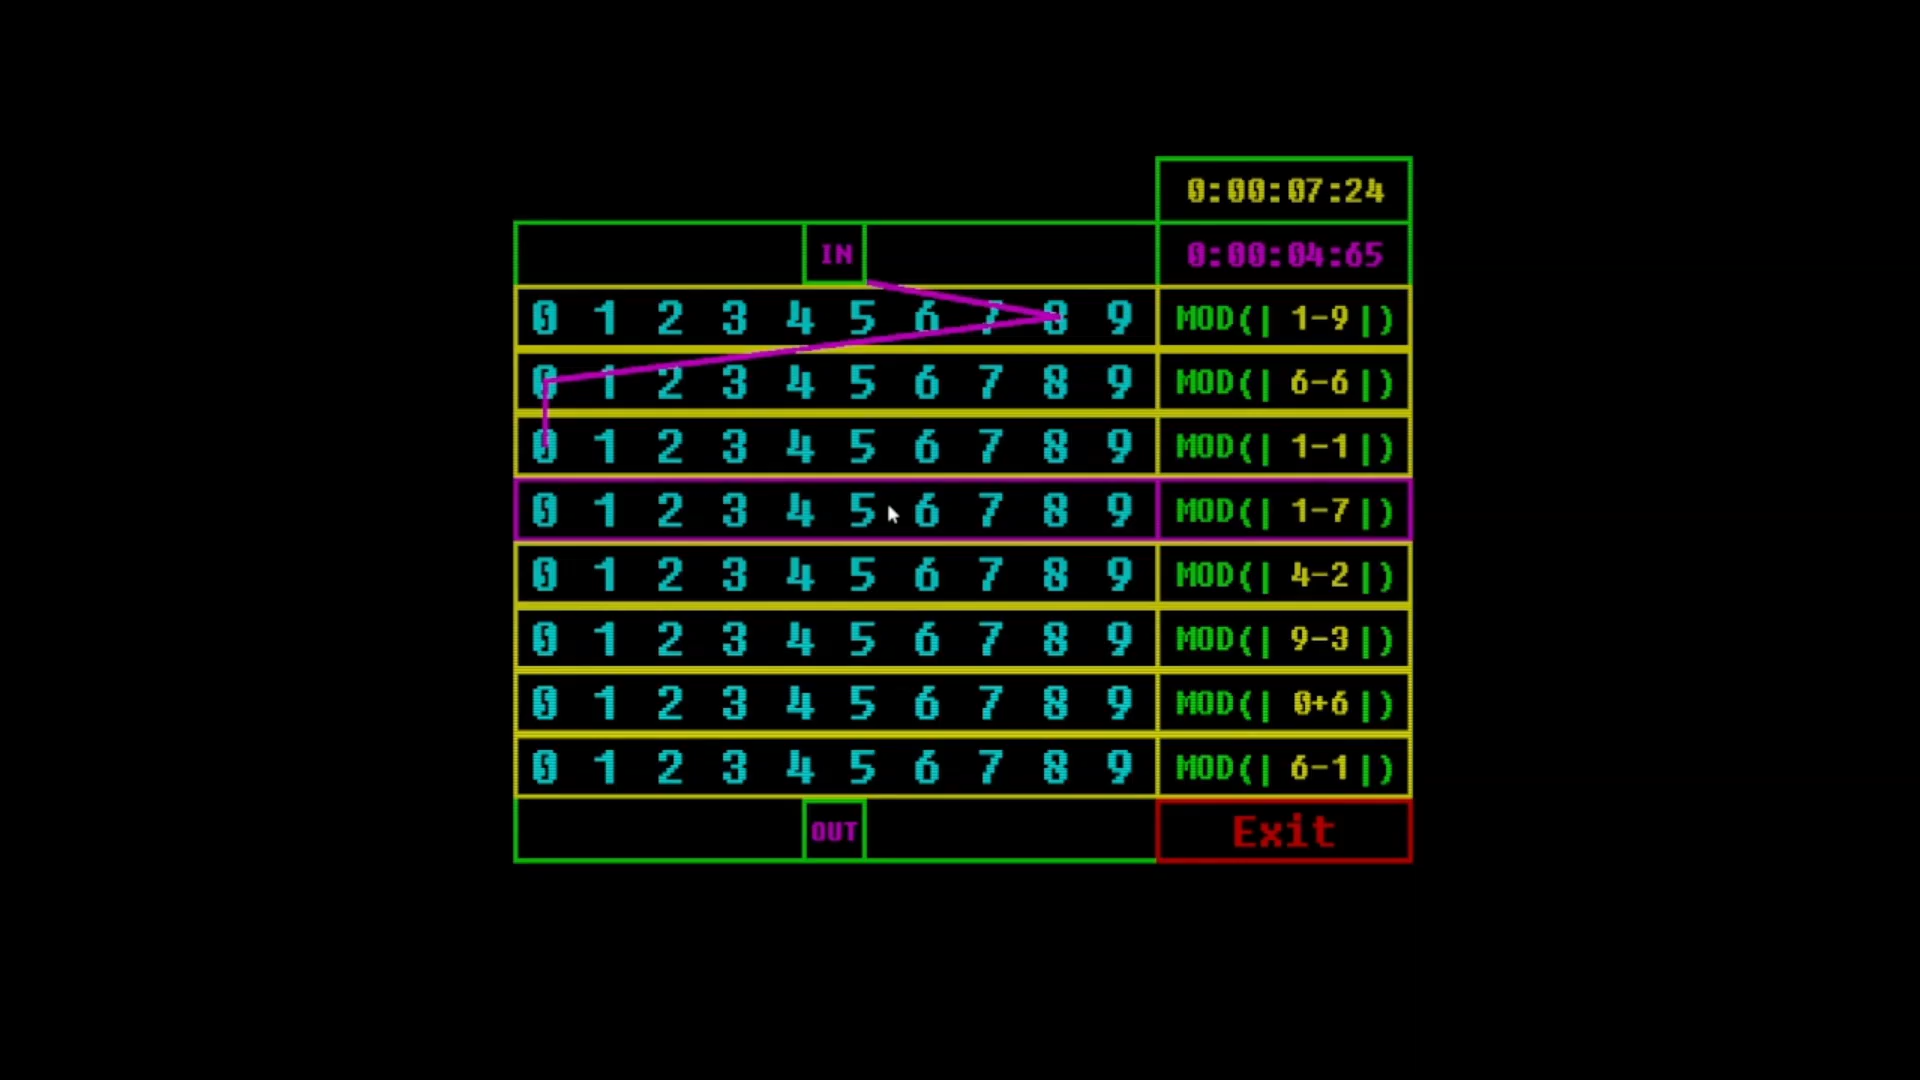 0:00:07:24
IN 0:00:04:65
0 1 2 3 4 5 6 7 8 9 MOD(| 1-9 |)
0 1 2 3 4 5 6 7 8 9 MOD(| 6-6 |)
0 1 2 3 4 5 6 7 8 9 MOD(| 1-1 |)
0 1 2 3 4 5 6 7 8 9 MOD(| 1-7 |)
0 1 2 3 4 5 6 7 8 9 MOD(| 4-2 |)
0 1 2 3 4 5 6 7 8 9 MOD(| 9-3 |)
0 1 2 3 4 5 6 7 8 9 MOD(| 0+6 |)
0 1 2 3 4 5 6 7 8 9 MOD(| 6-1 |)
OUT Exit